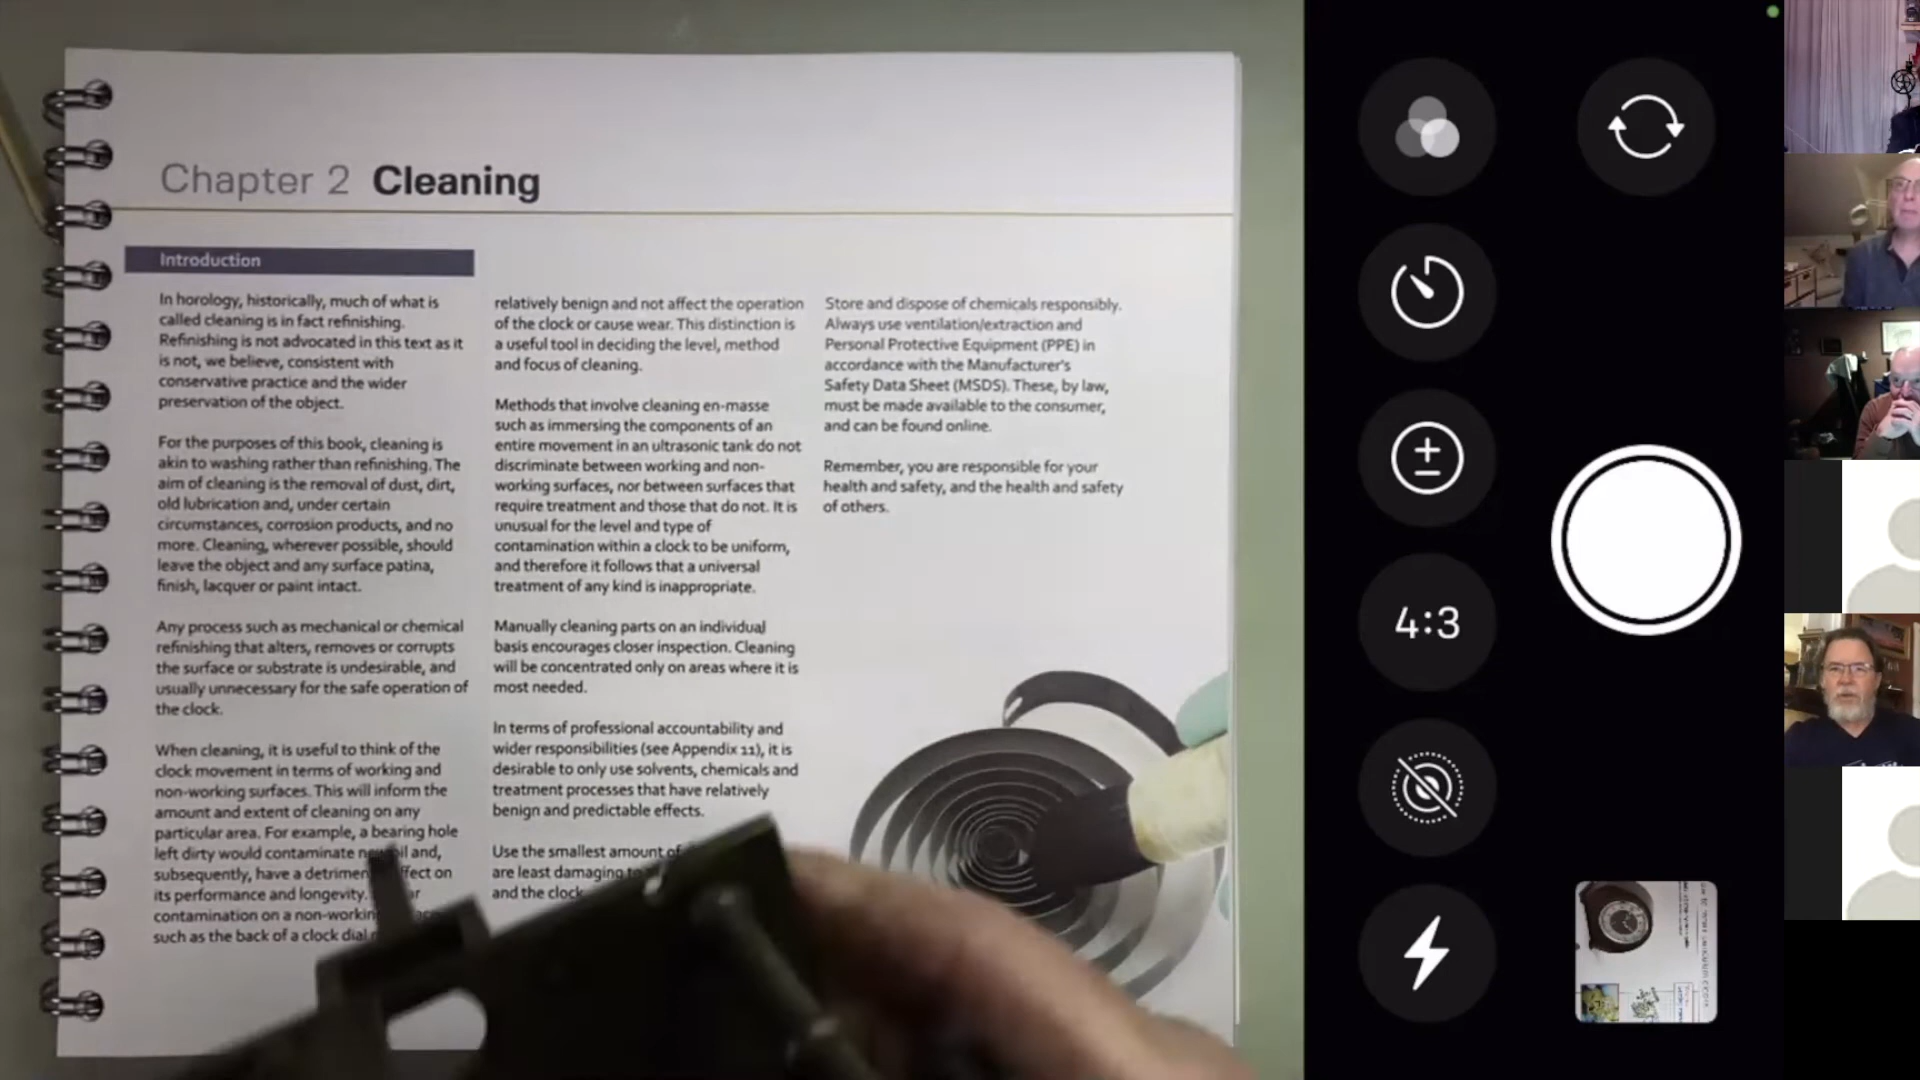 Chapter 2 Cleaning
Introduction
In horology, historically, much of what is
called cleaning is in fact refinishing.
Refinishing is not advocated in this text as it
is not, we believe, consistent with
conservative practice and the wider
preservation of the object.
For the purposes of this book, cleaning is
akin to washing rather than refinishing. The
aim of cleaning is the removal of dust, dirt,
old lubrication and, under certain
circumstances, corrosion products, and no
more. Cleaning, wherever possible, should
leave the object and any surface patina,
finish, lacquer or paint intact.
Any process such as mechanical or chemical
refinishing that alters, removes or corrupts
the surface or substrate is undesirable, and
usually unnecessary for the safe operation of
the clock.
When cleaning, it is useful to think of the
clock movement in terms of working and
non-working surfaces. This will inform the
amount and extent of cleaning on any
particular area. For example, a bearing hole
left dirty would contaminate and,
subsequently, have a on
its performance and longevity.
contamination on a
such as the back of a clock dial
relatively benign and not affect the operation
of the clock or cause wear. This distinction is
a useful tool in deciding the level, method
and focus of cleaning.
Methods that involve cleaning en-masse
such as immersing the components of an
entire movement in an ultrasonic tank do not
discriminate between working and non-
working surfaces, nor between surfaces that
require treatment and those that do not. It is
unusual for the level and type of
contamination within a clock to be uniform,
and therefore it follows that a universal
treatment of any kind is inappropriate.
Manually cleaning parts on an individual
basis encourages closer inspection. Cleaning
will be concentrated only on areas where it is
most needed.
In terms of professional accountability and
wider responsibilities (see Appendix 11), it is
desirable to only use solvents, chemicals and
treatment processes that have relatively
benign and predictable effects.
Use the smallest amount of
are least damaging
and the clock
Store and dispose of chemicals responsibly.
Always use ventilation/extraction and
Personal Protective Equipment (PPE) in
accordance with the Manufacturer's
Safety Data Sheet (MSDS). These, by law,
must be made available to the consumer,
and can be found online.
Remember, you are responsible for your
health and safety, and the health and safety
of others.
4:3